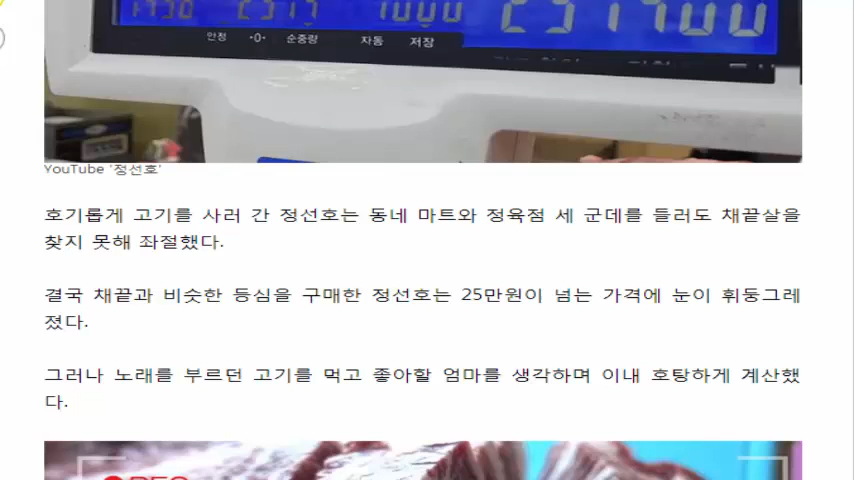 안정 -0- 순중량 자동 저장
YouTube '정선호'
호기롭게 고기를 사러 간 정선호는 동네 마트와 정육점 세 군데를 들러도 채끝살을
찾지 못해 좌절했다.
결국 채끝과 비슷한 등심을 구매한 정선호는 25만원이 넘는 가격에 눈이 휘둥그레
졌다.
그러나 노래를 부르던 고기를 먹고 좋아할 엄마를 생각하며 이내 호탕하게 계산했
다.
REC